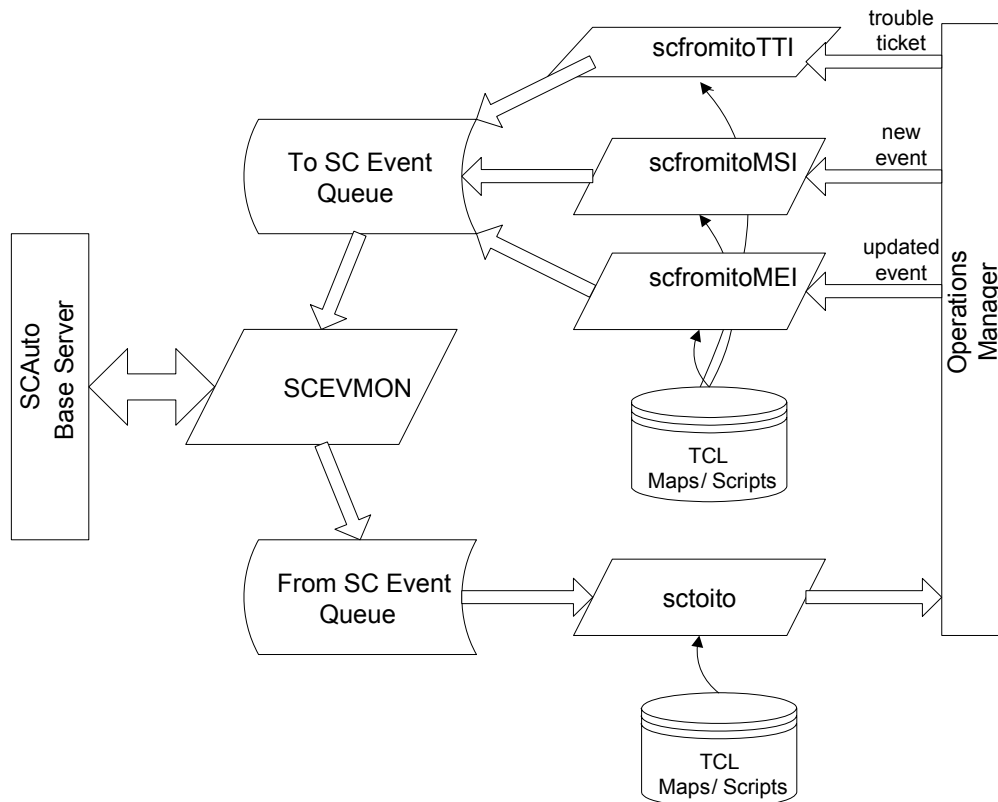 trouble
ticket
scfromitoTTI
To SC Event
Queue
scfromitoMSI
new
event
scfromitoMEI
updated
event
Operations
Manager
SCAuto
Base Server
SCEVMON
TCL
Maps/ Scripts
From SC Event
Queue
sctoito
TCL
Maps/ Scripts